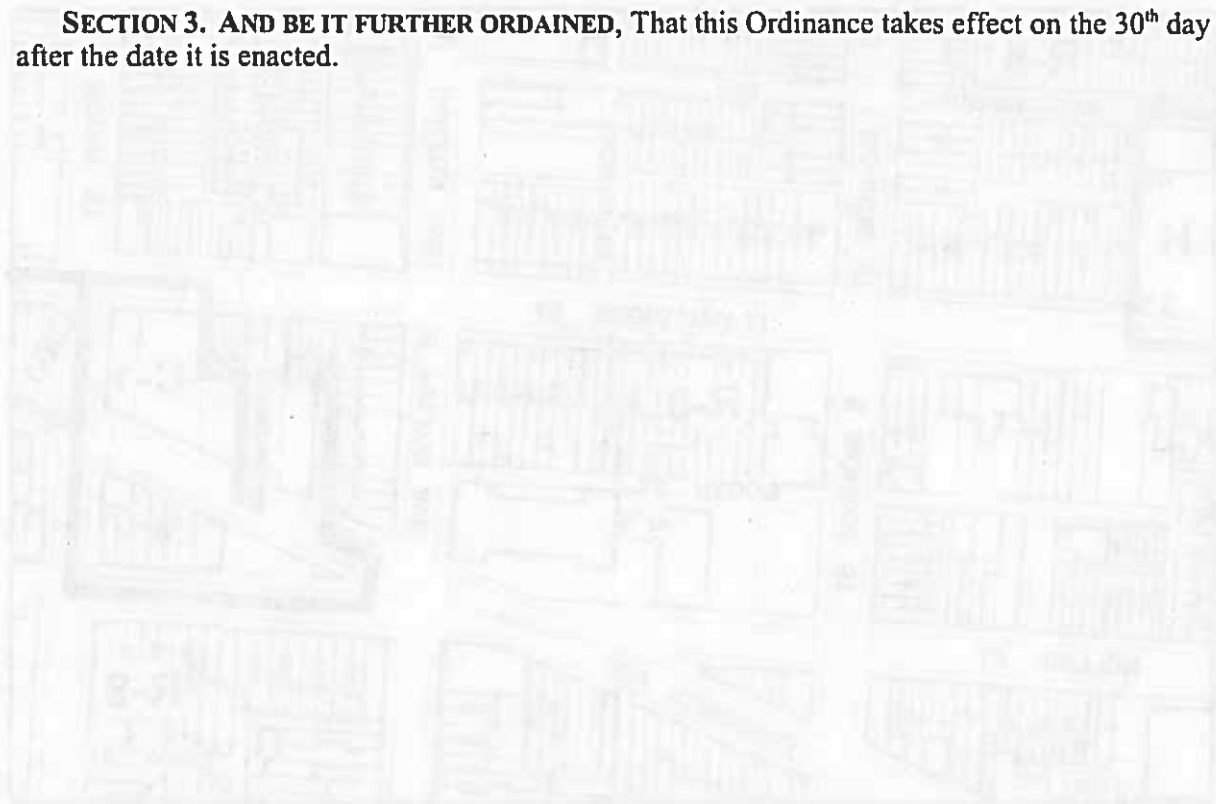 SECTION 3. AND BE IT FURTHER ORDAINED, That this Ordinance takes effect on the 30th day
after the date it is enacted.